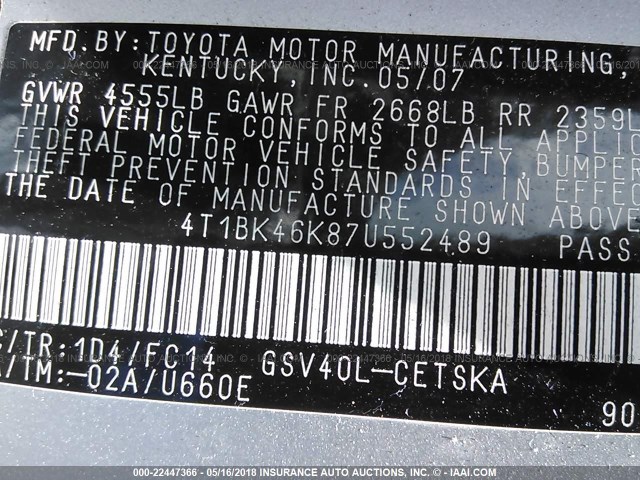 MFD. BY: TOYOTA MOTOR MANUFACTURING,
KENTUCKY, INC. 05/07
GVWR 4555LB GAWR FR 2668LB RR 2359L
THIS VEHICLE CONFORMS TO ALL APPLIC
FEDERAL MOTOR VEHICLE SAFETY, BUMPER
THEFT PREVENTION STANDARDS IN EFFEC
THE DATE OF MANUFACTURE SHOWN ABOVE
4T1BK46K87U552489 PASS
/TR: 1D4/FC14 GSV40L-CETSKA
/TM:-02A/U660E 90
000-22447366 - 05/16/2018 - INSURANCE AUTO AUCTIONS, INC. - IAAI.COM